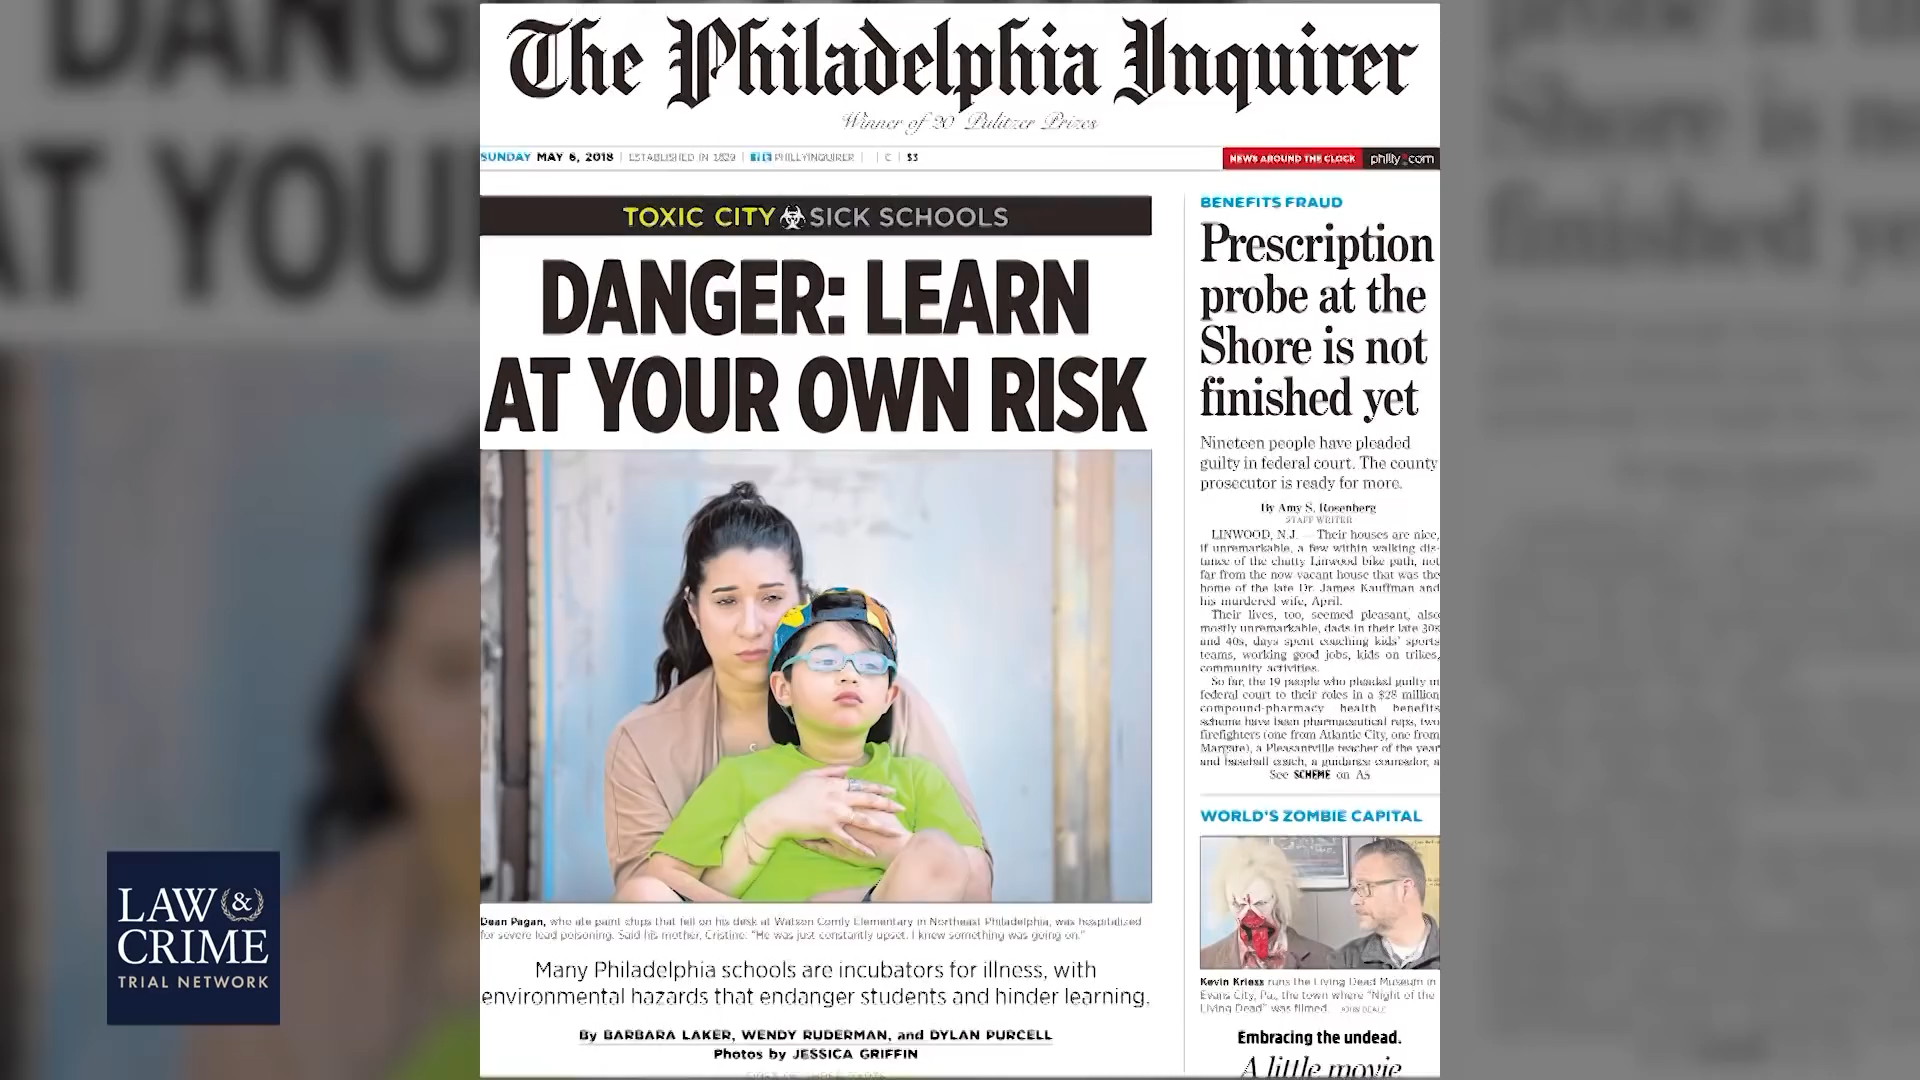 The Philadelphia Inquirer
Winner of 20 Pulitzer Prizes
SUNDAY MAY 6, 2018 | ESTABLISHED IN 1829 | PHILLYINQUIRER | | C | $3
NEWS AROUND THE CLOCK philly.com
TOXIC CITY SICK SCHOOLS
DANGER: LEARN
AT YOUR OWN RISK
Dean Pagan, who ate paint chips that fell on his desk at Watson Comly Elementary in Northeast Philadelphia, was hospitalized
for severe lead poisoning. Said his mother, Cristine: "He was just constantly upset. I knew something was going on."
Many Philadelphia schools are incubators for illness, with
environmental hazards that endanger students and hinder learning.
By BARBARA LAKER, WENDY RUDERMAN, and DYLAN PURCELL
Photos by JESSICA GRIFFIN
BENEFITS FRAUD
Prescription
probe at the
Shore is not
finished yet
Nineteen people have pleaded
guilty in federal court. The county
prosecutor is ready for more.
By Amy S. Rosenberg
STAFF WRITER
LINWOOD, N.J. — Their houses are nice,
if unremarkable, a few within walking dis-
tance of the chatty Linwood bike path, not
far from the now vacant house that was the
home of the late Dr. James Kauffman and
his murdered wife, April.
Their lives, too, seemed pleasant, also
mostly unremarkable, dads in their late 30s
and 40s, days spent coaching kids' sports
teams, working good jobs, kids on trikes,
community activities.
So far, the 19 people who pleaded guilty in
federal court to their roles in a $28 million
compound-pharmacy health benefits
scheme have been pharmaceutical reps, two
firefighters (one from Atlantic City, one from
Margate), a Pleasantville teacher of the year
and baseball coach, a guidance counselor, a
See SCHEME on A5
WORLD'S ZOMBIE CAPITAL
Kevin Kriess runs the Living Dead Museum in
Evans City, Pa., the town where "Night of the
Living Dead" was filmed.
Embracing the undead.
A little movie
LAW &
CRIME
TRIAL NETWORK